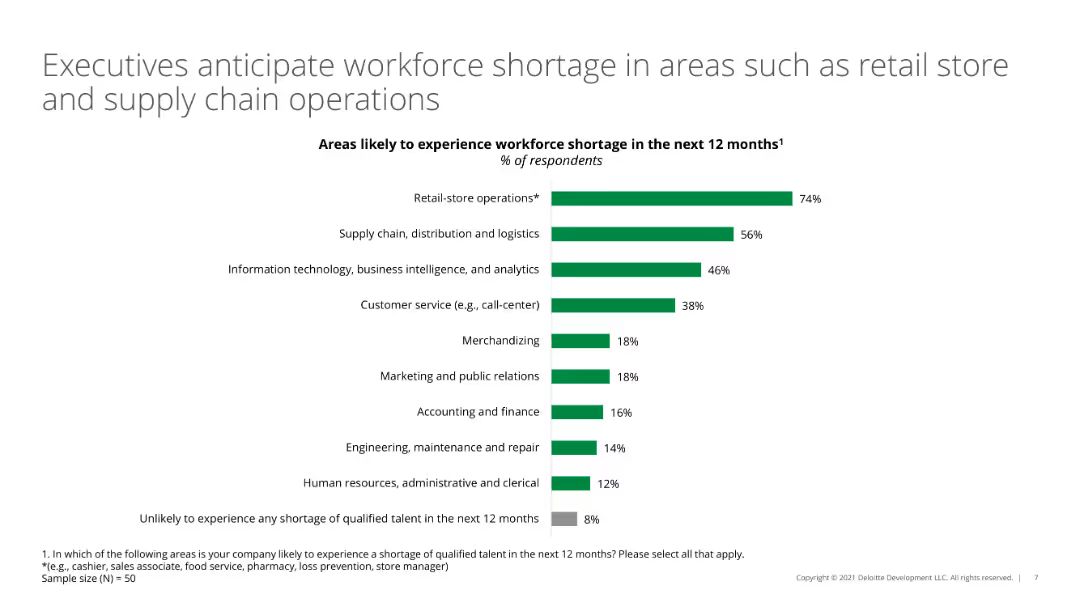 Executives anticipate workforce shortage in areas such as retail store
and supply chain operations
Areas likely to experience workforce shortage in the next 12 months¹
% of respondents
Retail-store operations* 74%
Supply chain, distribution and logistics 56%
Information technology, business intelligence, and analytics 46%
Customer service (e.g., call-center) 38%
Merchandizing 18%
Marketing and public relations 18%
Accounting and finance 16%
Engineering, maintenance and repair 14%
Human resources, administrative and clerical 12%
Unlikely to experience any shortage of qualified talent in the next 12 months 8%
1. In which of the following areas is your company likely to experience a shortage of qualified talent in the next 12 months? Please select all that apply.
*(e.g., cashier, sales associate, food service, pharmacy, loss prevention, store manager)
Sample size (N) = 50
Copyright © 2021 Deloitte Development LLC. All rights reserved. | 7